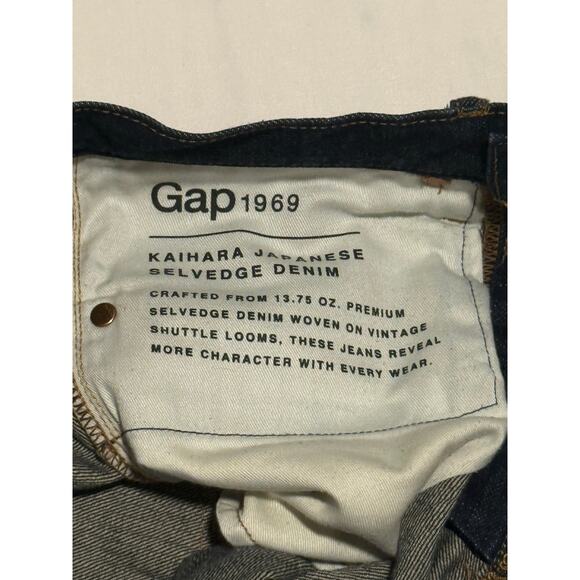 Gap 1969
KAIHARA JAPANESE
SELVEDGE DENIM
CRAFTED FROM 13.75 OZ. PREMIUM
SELVEDGE DENIM WOVEN ON VINTAGE
SHUTTLE LOOMS, THESE JEANS REVEAL
MORE CHARACTER WITH EVERY WEAR.